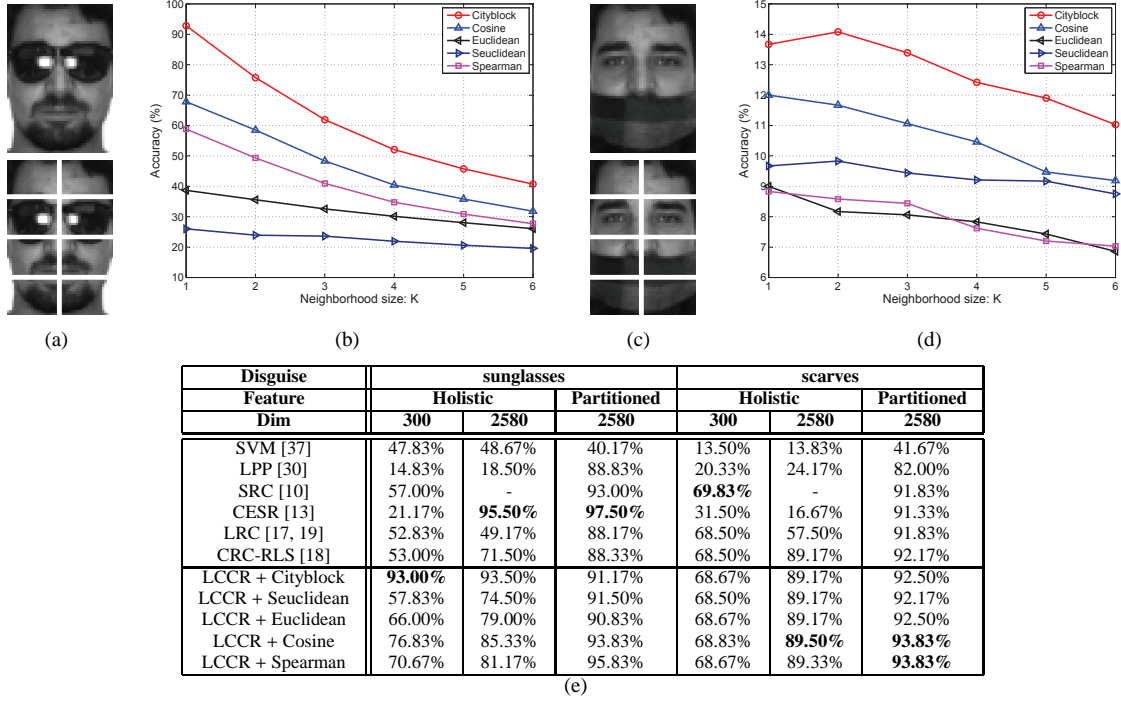 100
90
80
70
60
50
40
30
20
10
Accuracy (%)
1 2 3 4 5 6
Neighborhood size: K
Cityblock
Cosine
Euclidean
Seuclidean
Spearman
15
14
13
12
11
10
9
8
7
6
Accuracy (%)
1 2 3 4 5 6
Neighborhood size: K
Cityblock
Cosine
Euclidean
Seuclidean
Spearman
(a) (b) (c) (d)
Disguise sunglasses scarves
Feature Holistic Partitioned Holistic Partitioned
Dim 300 2580 2580 300 2580 2580
SVM [37] 47.83% 48.67% 40.17% 13.50% 13.83% 41.67%
LPP [30] 14.83% 18.50% 88.83% 20.33% 24.17% 82.00%
SRC [10] 57.00% - 93.00% 69.83% - 91.83%
CESR [13] 21.17% 95.50% 97.50% 31.50% 16.67% 91.33%
LRC [17, 19] 52.83% 49.17% 88.17% 68.50% 57.50% 91.83%
CRC-RLS [18] 53.00% 71.50% 88.33% 68.50% 89.17% 92.17%
LCCR + Cityblock 93.00% 93.50% 91.17% 68.67% 89.17% 92.50%
LCCR + Seuclidean 57.83% 74.50% 91.50% 68.50% 89.17% 92.17%
LCCR + Euclidean 66.00% 79.00% 90.83% 68.67% 89.17% 92.50%
LCCR + Cosine 76.83% 85.33% 93.83% 68.83% 89.50% 93.83%
LCCR + Spearman 70.67% 81.17% 95.83% 68.67% 89.33% 93.83%
(e)